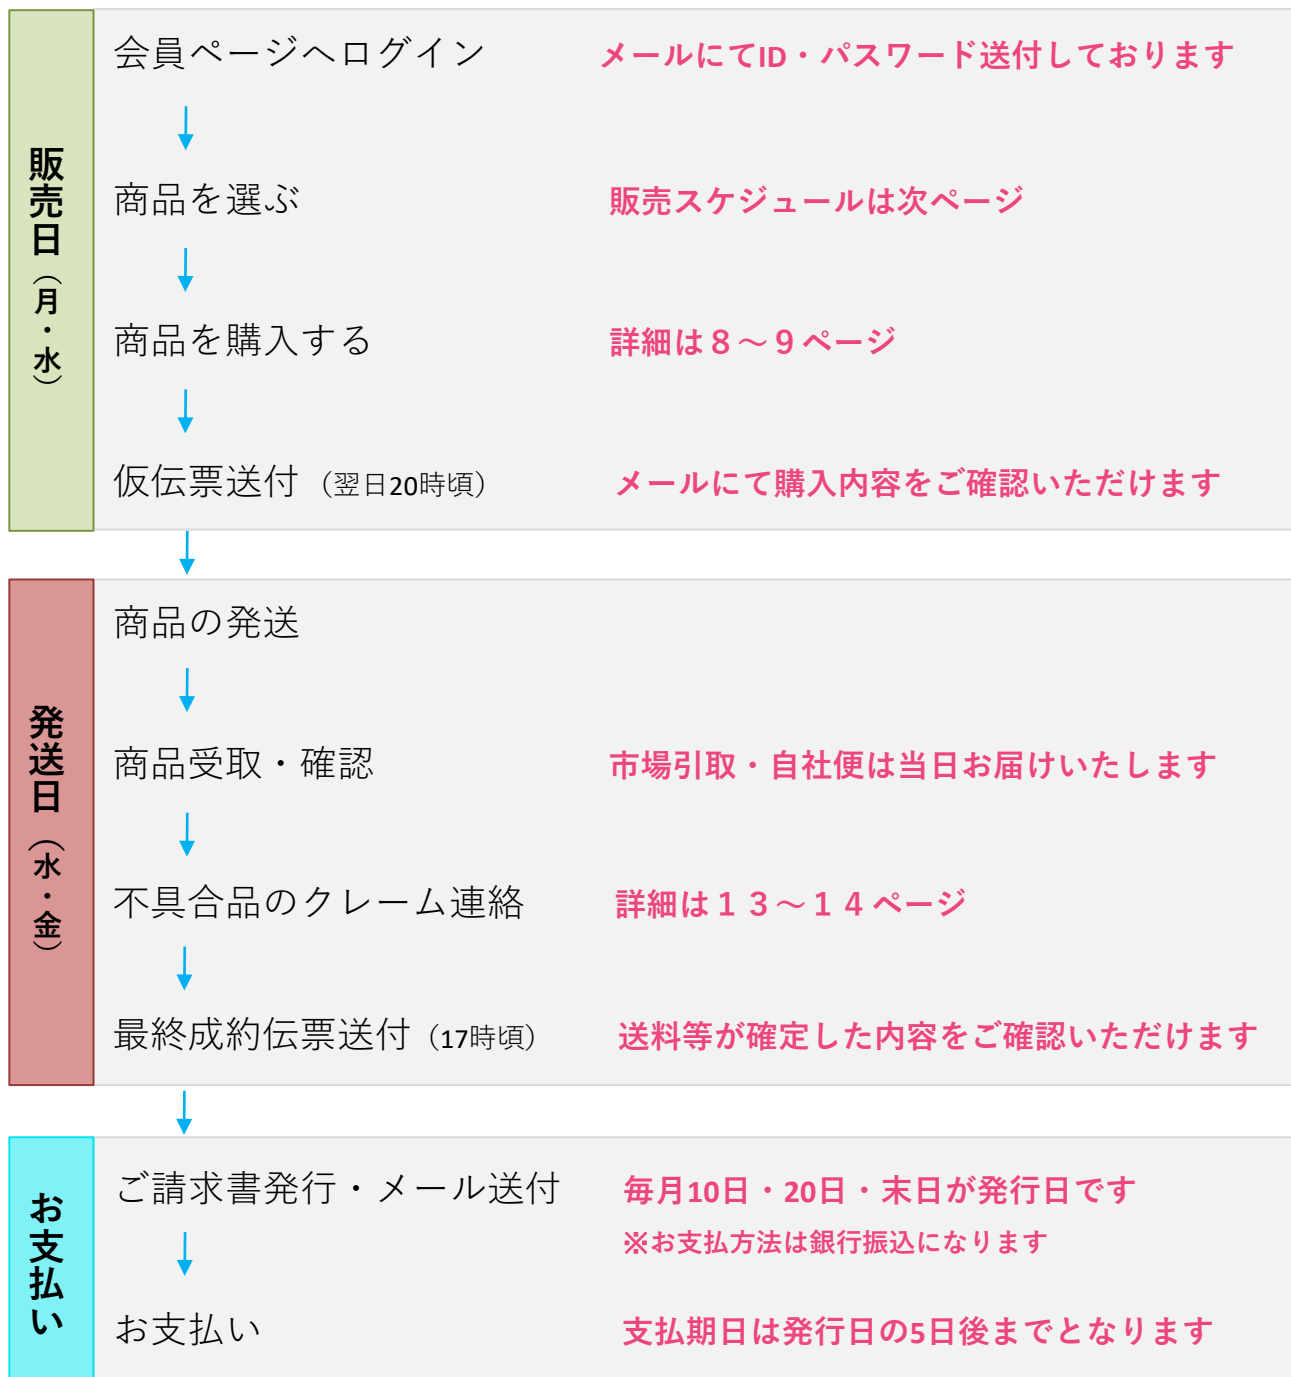 販売日(月・水)
会員ページへログイン
メールにてID・パスワード送付しております
商品を選ぶ
販売スケジュールは次ページ
商品を購入する
詳細は8~9ページ
仮伝票送付(翌日20時頃)
メールにて購入内容をご確認いただけます
発送日(水・金)
商品の発送
商品受取・確認
市場引取・自社便は当日お届けいたします
不具合品のクレーム連絡
詳細は13~14ページ
最終成約伝票送付(17時頃)
送料等が確定した内容をご確認いただけます
お支払い
ご請求書発行・メール送付
毎月10日・20日・末日が発行日です
※お支払方法は銀行振込になります
お支払い
支払期日は発行日の5日後までとなります